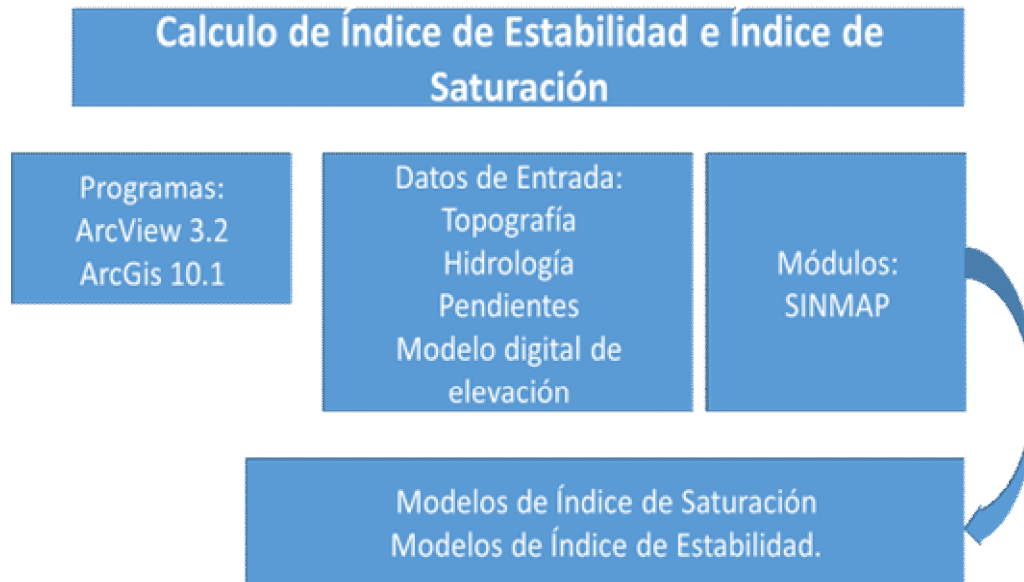 Calculo de Índice de Estabilidad e Índice de
Saturación
Programas:
ArcView 3.2
ArcGis 10.1
Datos de Entrada:
Topografía
Hidrología
Pendientes
Modelo digital de
elevación
Módulos:
SINMAP
Modelos de Índice de Saturación
Modelos de Índice de Estabilidad.